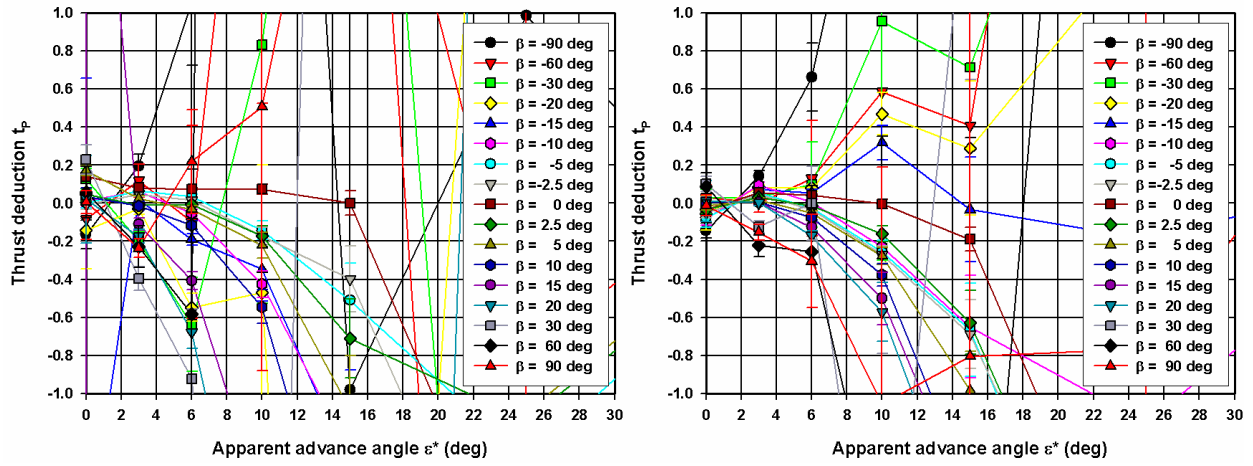 Thrust deduction tP
1.0
0.8
0.6
0.4
0.2
0.0
-0.2
-0.4
-0.6
-0.8
-1.0
0 2 4 6 8 10 12 14 16 18 20 22 24 26 28 30
Apparent advance angle ε* (deg)
β = -90 deg
β = -60 deg
β = -30 deg
β = -20 deg
β = -15 deg
β = -10 deg
β = -5 deg
β = -2.5 deg
β = 0 deg
β = 2.5 deg
β = 5 deg
β = 10 deg
β = 15 deg
β = 20 deg
β = 30 deg
β = 60 deg
β = 90 deg
Thrust deduction tP
1.0
0.8
0.6
0.4
0.2
0.0
-0.2
-0.4
-0.6
-0.8
-1.0
0 2 4 6 8 10 12 14 16 18 20 22 24 26 28 30
Apparent advance angle ε* (deg)
β = -90 deg
β = -60 deg
β = -30 deg
β = -20 deg
β = -15 deg
β = -10 deg
β = -5 deg
β =-2.5 deg
β = 0 deg
β = 2.5 deg
β = 5 deg
β = 10 deg
β = 15 deg
β = 20 deg
β = 30 deg
β = 60 deg
β = 90 deg